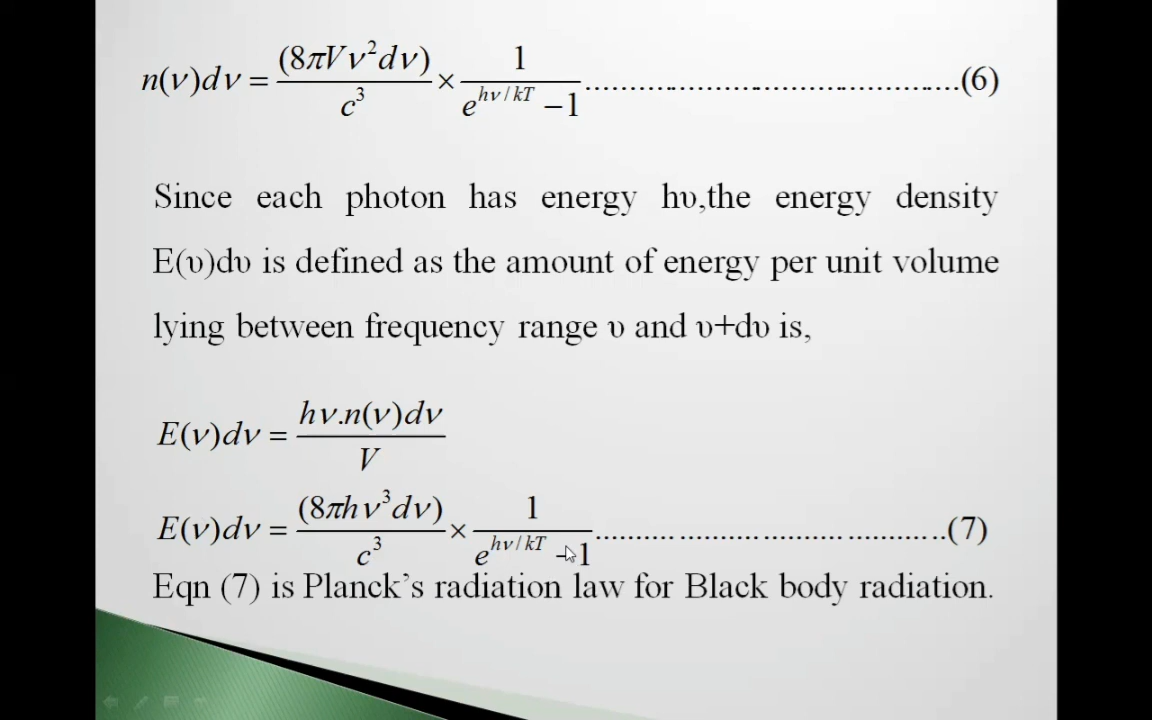 n(ν)dν = (8πVν²dν) / c³ × 1 / e^(hν/kT) − 1 ................................................(6)
Since each photon has energy hυ,the energy density
E(υ)dυ is defined as the amount of energy per unit volume
lying between frequency range υ and υ+dυ is,
E(ν)dν = hν.n(ν)dν / V
E(ν)dν = (8πhν³dν) / c³ × 1 / e^(hν/kT) − 1 .............................................(7)
Eqn (7) is Planck’s radiation law for Black body radiation.